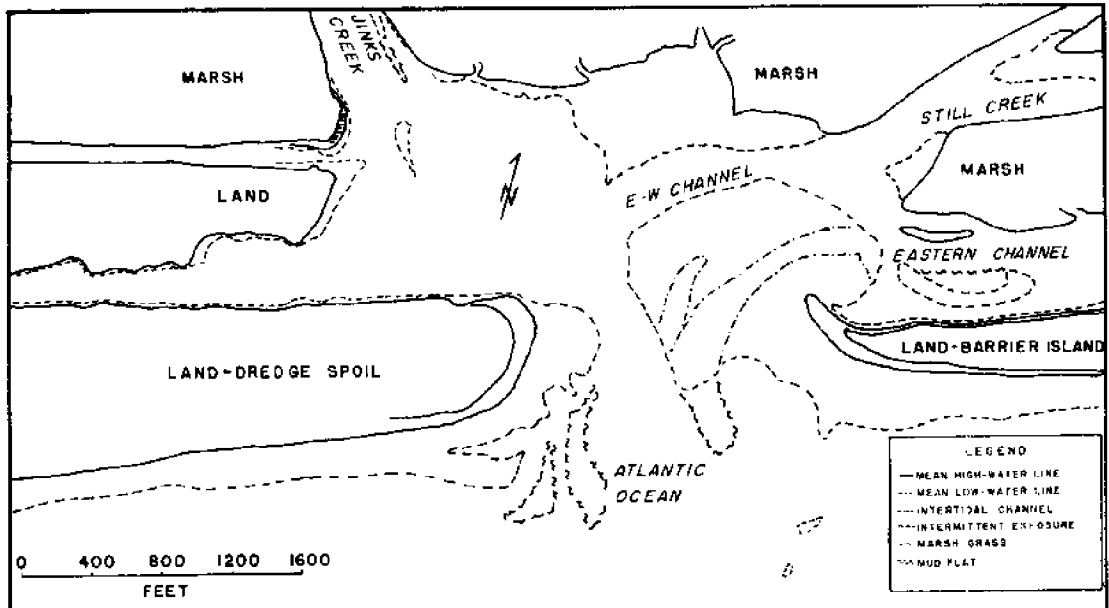 JINKS
CREEK
MARSH
MARSH
STILL CREEK
MARSH
E-W CHANNEL
LAND
N
EASTERN CHANNEL
LAND-BARRIER ISLAND
LAND-DREDGE SPOIL
ATLANTIC
OCEAN
LEGEND
MEAN HIGH-WATER LINE
MEAN LOW-WATER LINE
INTERTIDAL CHANNEL
INTERMITTENT EXPOSURE
MARSH GRASS
MUD FLAT
0 400 800 1200 1600
FEET